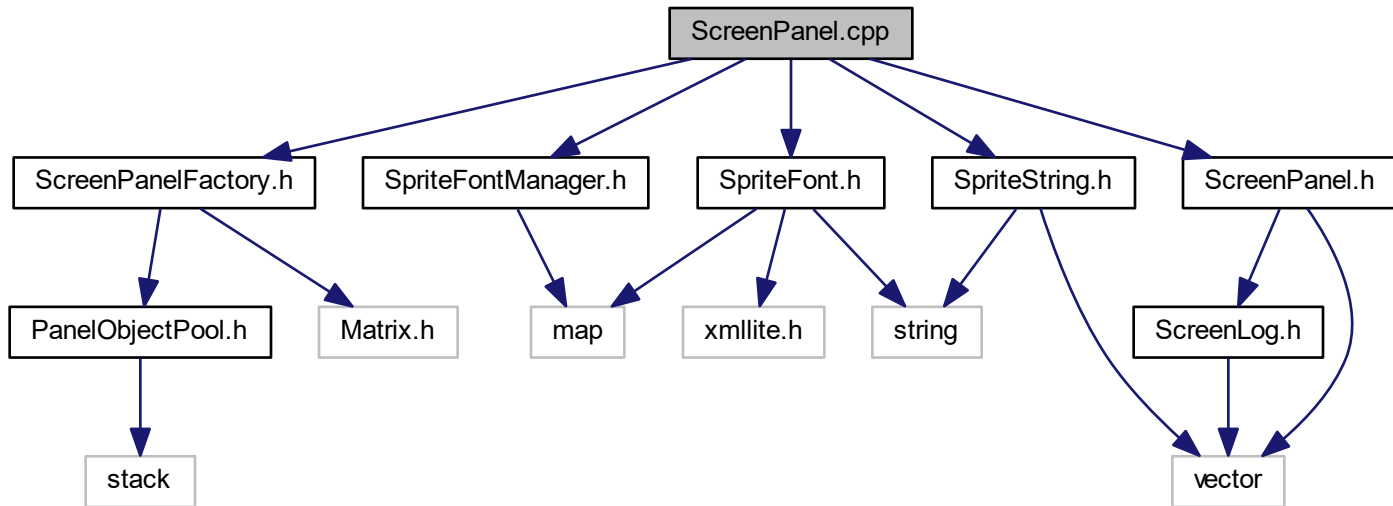 ScreenPanel.cpp
ScreenPanelFactory.h
SpriteFontManager.h
SpriteFont.h
SpriteString.h
ScreenPanel.h
PanelObjectPool.h
Matrix.h
map
xmllite.h
string
ScreenLog.h
stack
vector